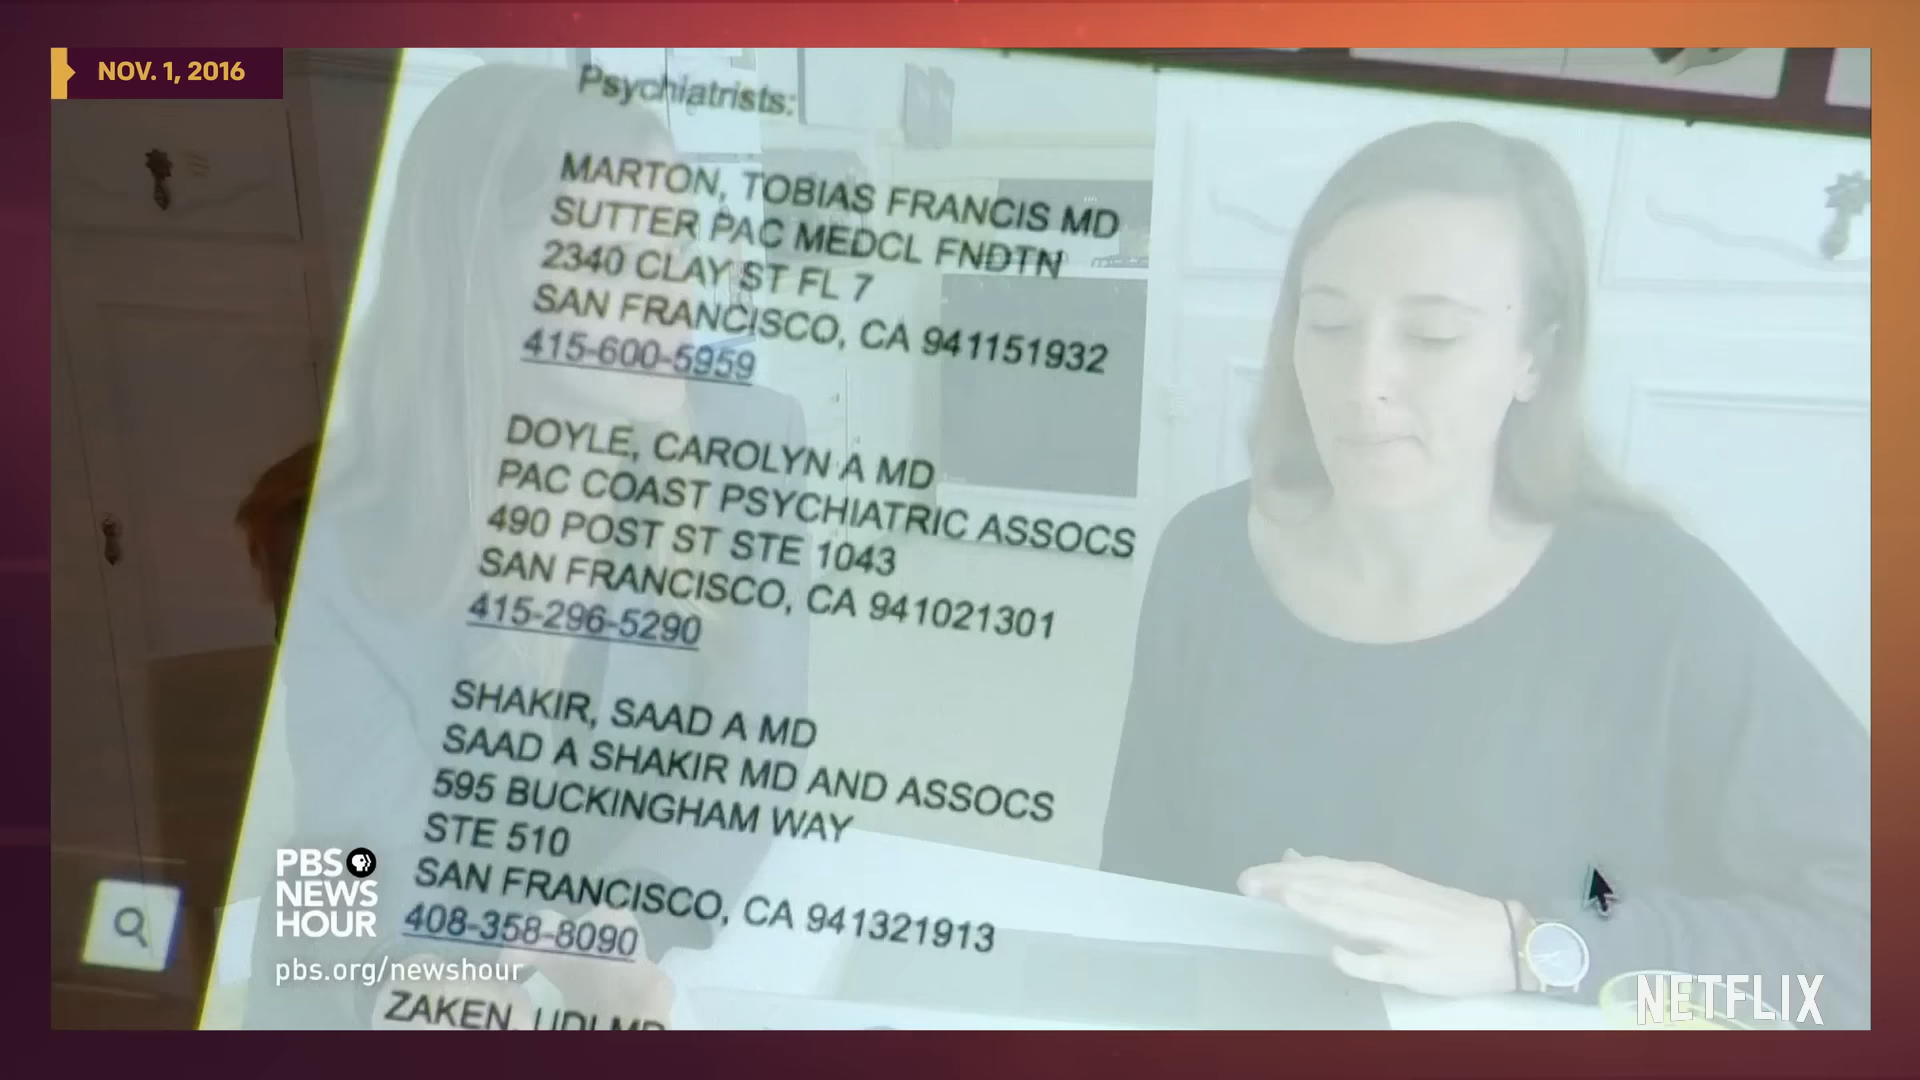 NOV. 1, 2016
Psychiatrists:
MARTON, TOBIAS FRANCIS MD
SUTTER PAC MEDCL FNDTN
2340 CLAY ST FL 7
SAN FRANCISCO, CA 941151932
415-600-5959
DOYLE, CAROLYN A MD
PAC COAST PSYCHIATRIC ASSOCS
490 POST ST STE 1043
SAN FRANCISCO, CA 941021301
415-296-5290
SHAKIR, SAAD A MD
SAAD A SHAKIR MD AND ASSOCS
595 BUCKINGHAM WAY
STE 510
SAN FRANCISCO, CA 941321913
408-358-8090
ZAKEN, UDI MD
PBS
NEWS
HOUR
pbs.org/newshour
NETFLIX